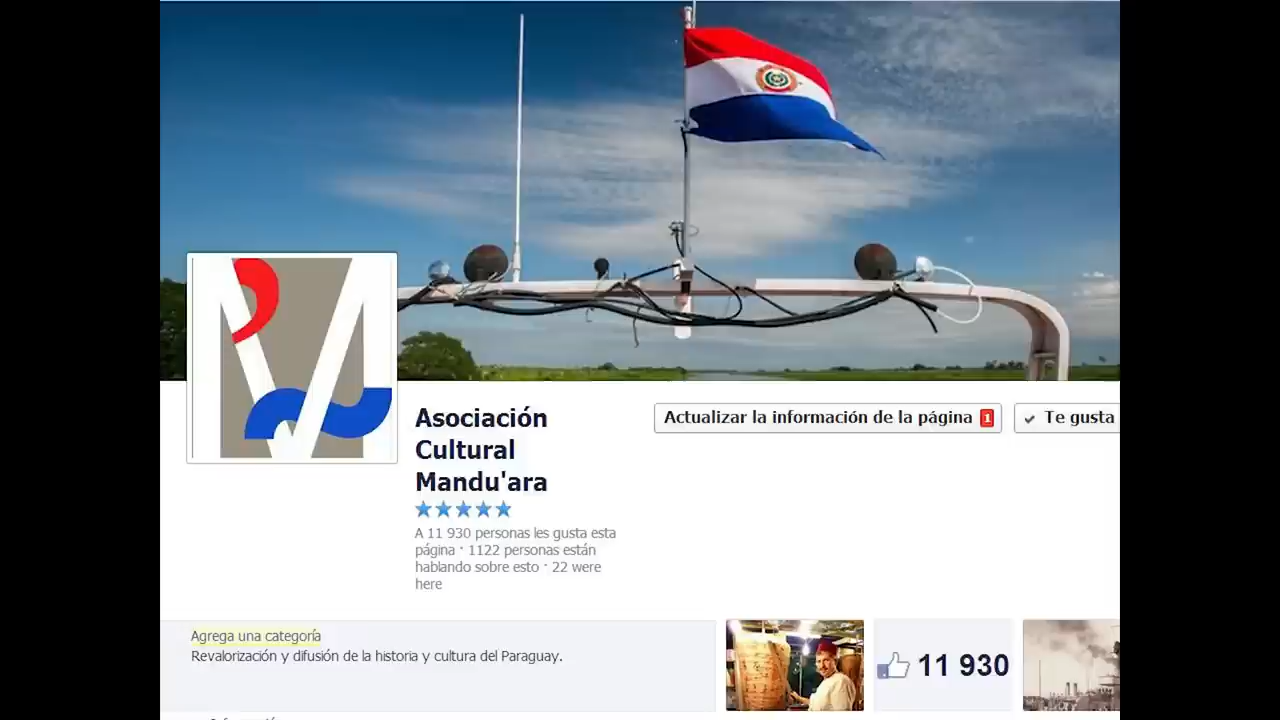 Asociación
Cultural
Mandu'ara
Actualizar la información de la página 1
Te gusta
A 11 930 personas les gusta esta
página · 1122 personas están
hablando sobre esto · 22 were
here
Agrega una categoría
Revalorización y difusión de la historia y cultura del Paraguay.
11 930